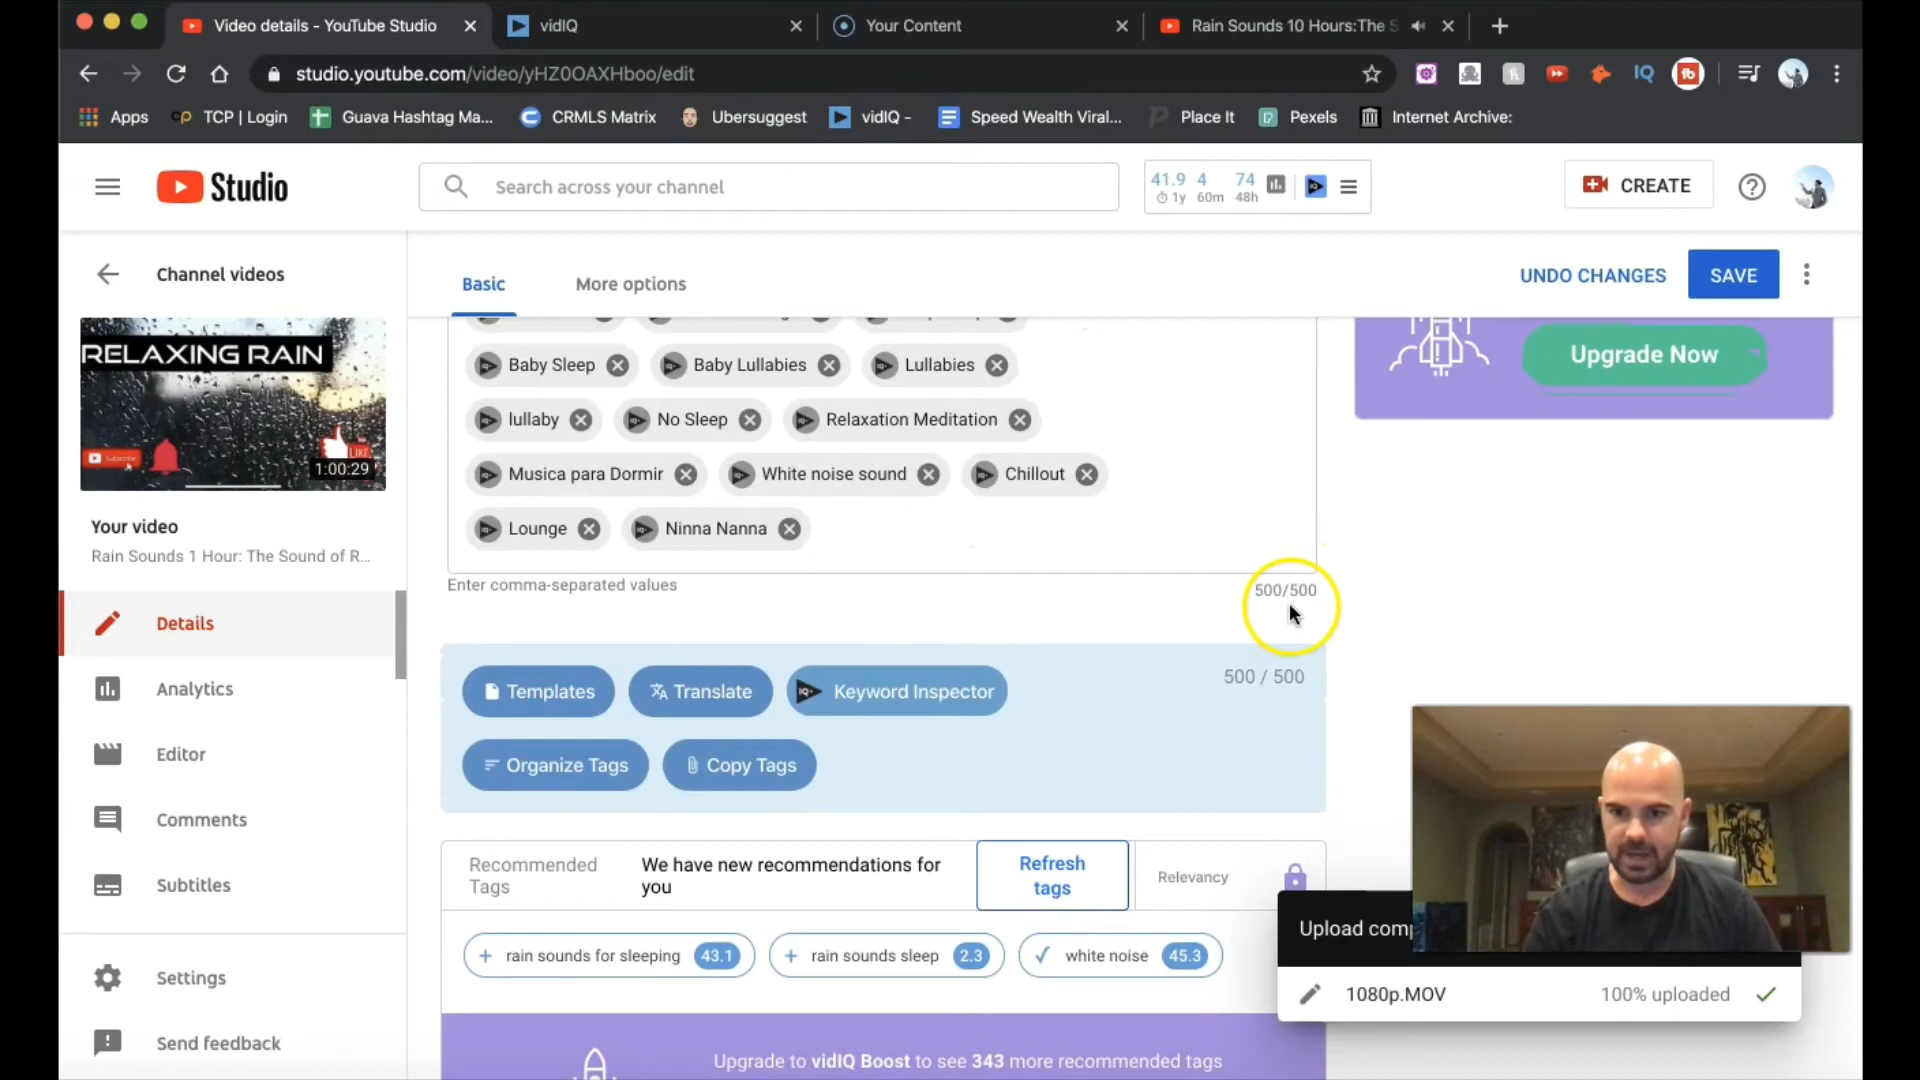 Video details - YouTube Studio
vidIQ
Your Content
Rain Sounds 10 Hours:The S
studio.youtube.com/video/yHZ0OAXHboo/edit
Apps
TCP | Login
Guava Hashtag Ma...
CRMLS Matrix
Ubersuggest
vidIQ -
Speed Wealth Viral...
Place It
Pexels
Internet Archive:
Studio
Search across your channel
41.9 4 74
1y 60m 48h
CREATE
Channel videos
Basic
More options
UNDO CHANGES
SAVE
RELAXING RAIN
Subscribe
LIKE
1:00:29
Your video
Rain Sounds 1 Hour: The Sound of R...
Details
Analytics
Editor
Comments
Subtitles
Settings
Send feedback
Baby Sleep
Baby Lullabies
Lullabies
lullaby
No Sleep
Relaxation Meditation
Musica para Dormir
White noise sound
Chillout
Lounge
Ninna Nanna
Enter comma-separated values
500/500
Templates
Translate
Keyword Inspector
500 / 500
Organize Tags
Copy Tags
Recommended
Tags
We have new recommendations for
you
Refresh
tags
Relevancy
rain sounds for sleeping 43.1
rain sounds sleep 2.3
white noise 45.3
Upgrade to vidIQ Boost to see 343 more recommended tags
Upgrade Now
Upload comp
1080p.MOV
100% uploaded